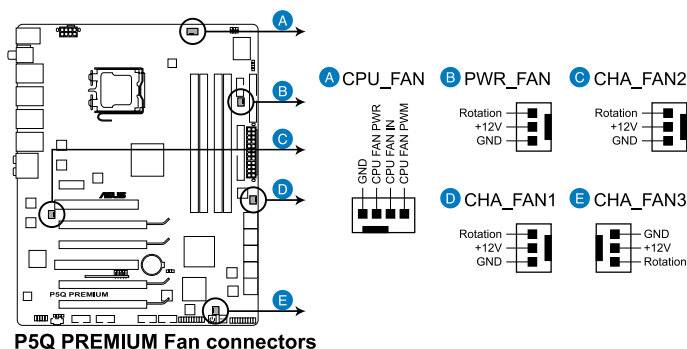 A
B
C
D
E
A CPU_FAN
GND
CPU FAN PWR
CPU FAN IN
CPU FAN PWM
B PWR_FAN
Rotation
+12V
GND
C CHA_FAN2
Rotation
+12V
GND
D CHA_FAN1
Rotation
+12V
GND
E CHA_FAN3
GND
+12V
Rotation
ASUS
P5Q PREMIUM
P5Q PREMIUM Fan connectors